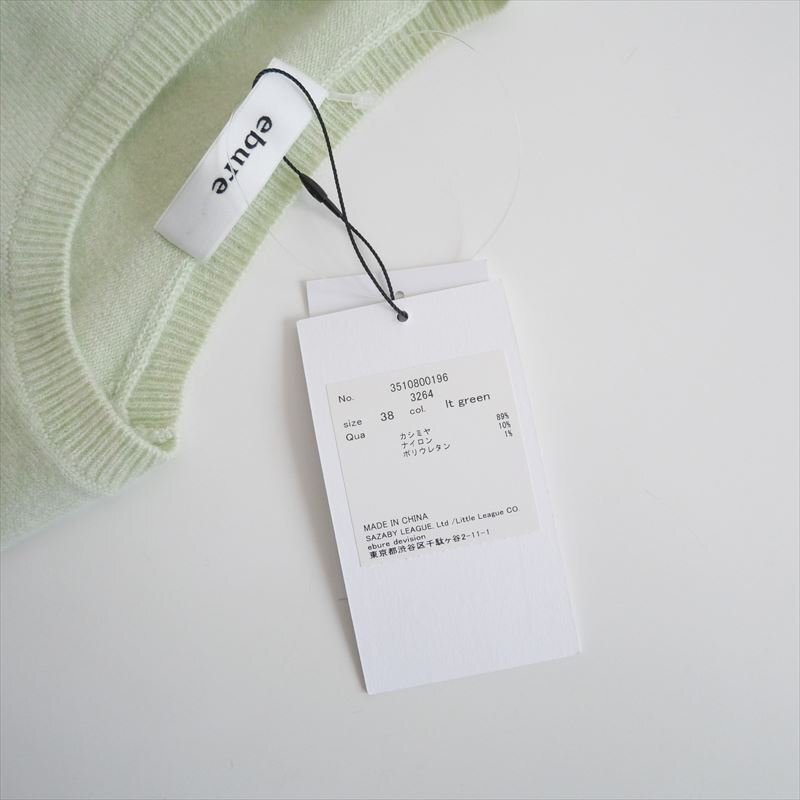 ebure
No. 3510800196
3264
size 38 col. lt green
Qua カシミヤ 89%
ナイロン 10%
ポリウレタン 1%
MADE IN CHINA
SAZABY LEAGUE, Ltd /Little League CO.
ebure devision
東京都渋谷区千駄ヶ谷2-11-1